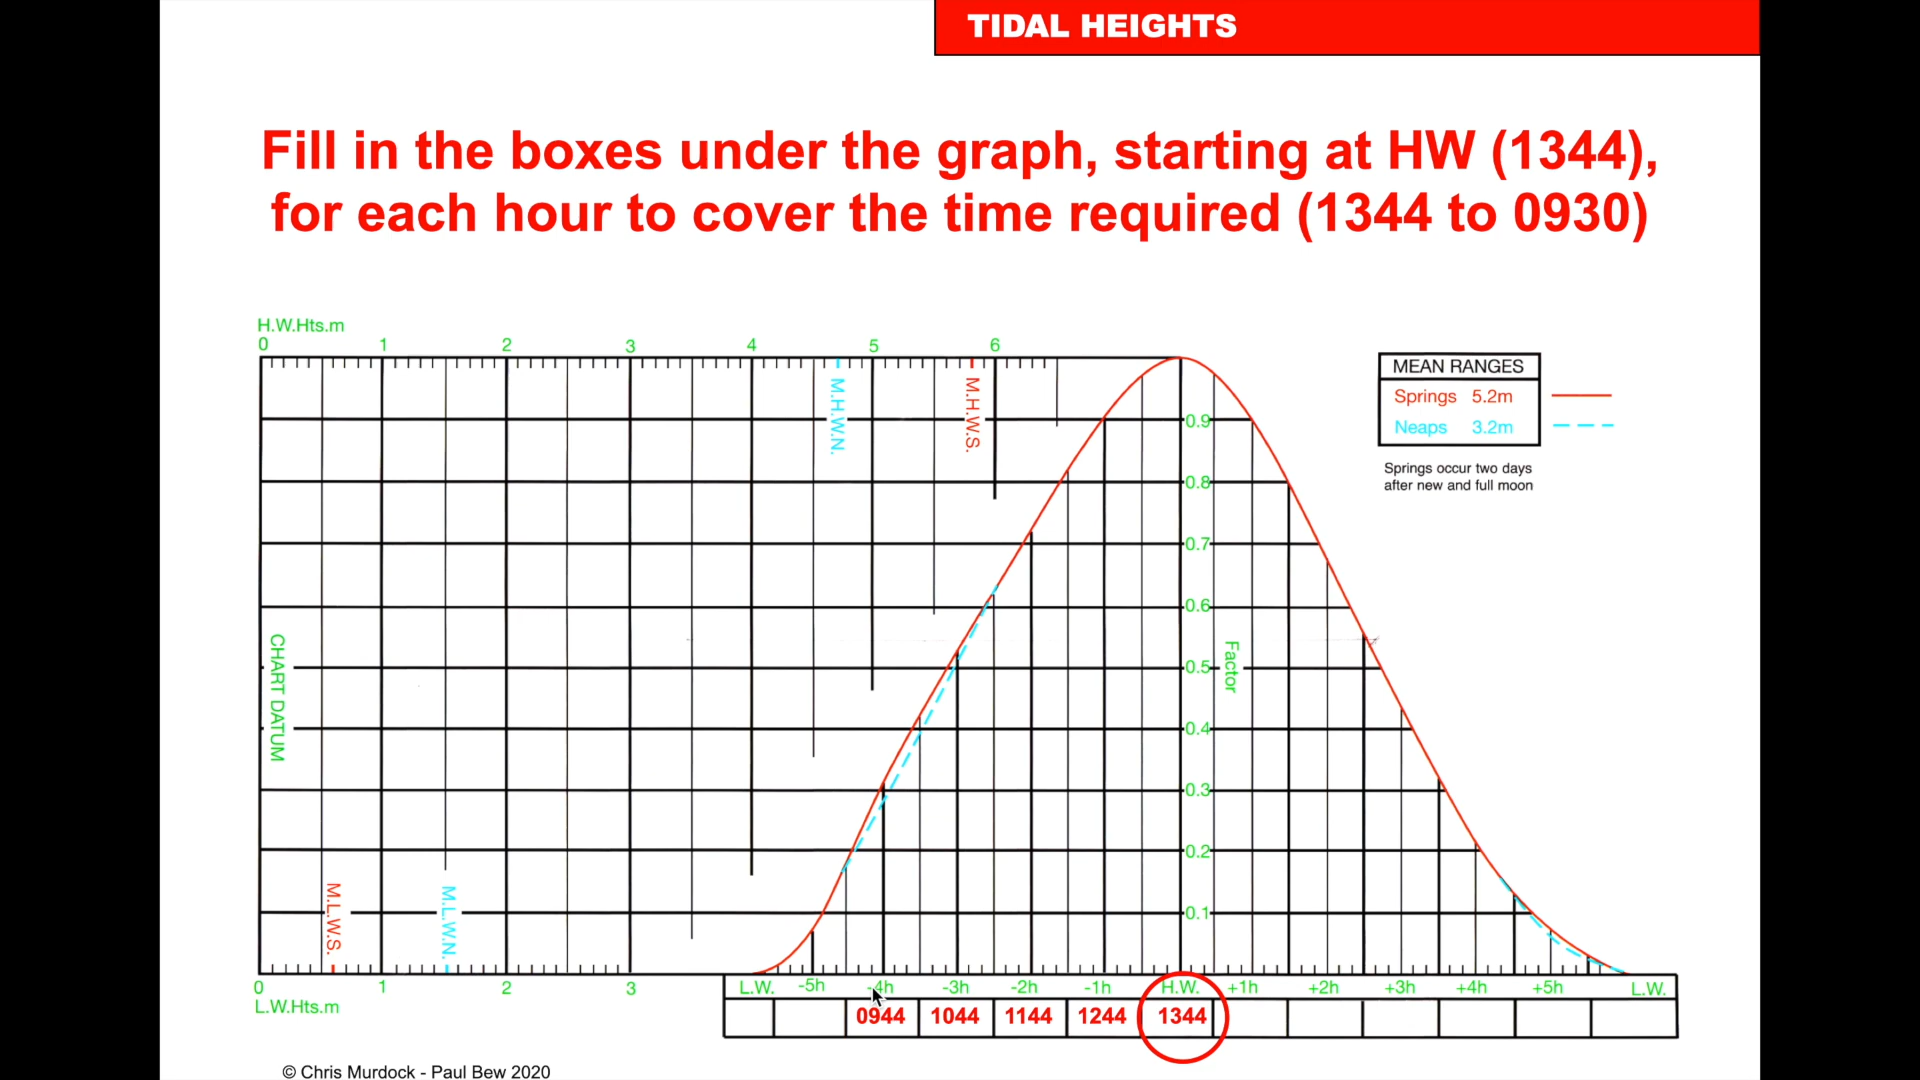 TIDAL HEIGHTS
Fill in the boxes under the graph, starting at HW (1344),
for each hour to cover the time required (1344 to 0930)
H.W.Hts.m
0 1 2 3 4 5 6
M.H.W.N.
M.H.W.S.
MEAN RANGES
Springs 5.2m
Neaps 3.2m
Springs occur two days
after new and full moon
0.9
0.8
0.7
0.6
0.5
0.4
0.3
0.2
0.1
Factor
CHART DATUM
M.L.W.S.
M.L.W.N.
0 1 2 3
L.W.Hts.m
L.W. -5h -4h -3h -2h -1h H.W. +1h +2h +3h +4h +5h L.W.
0944 1044 1144 1244 1344
© Chris Murdock - Paul Bew 2020